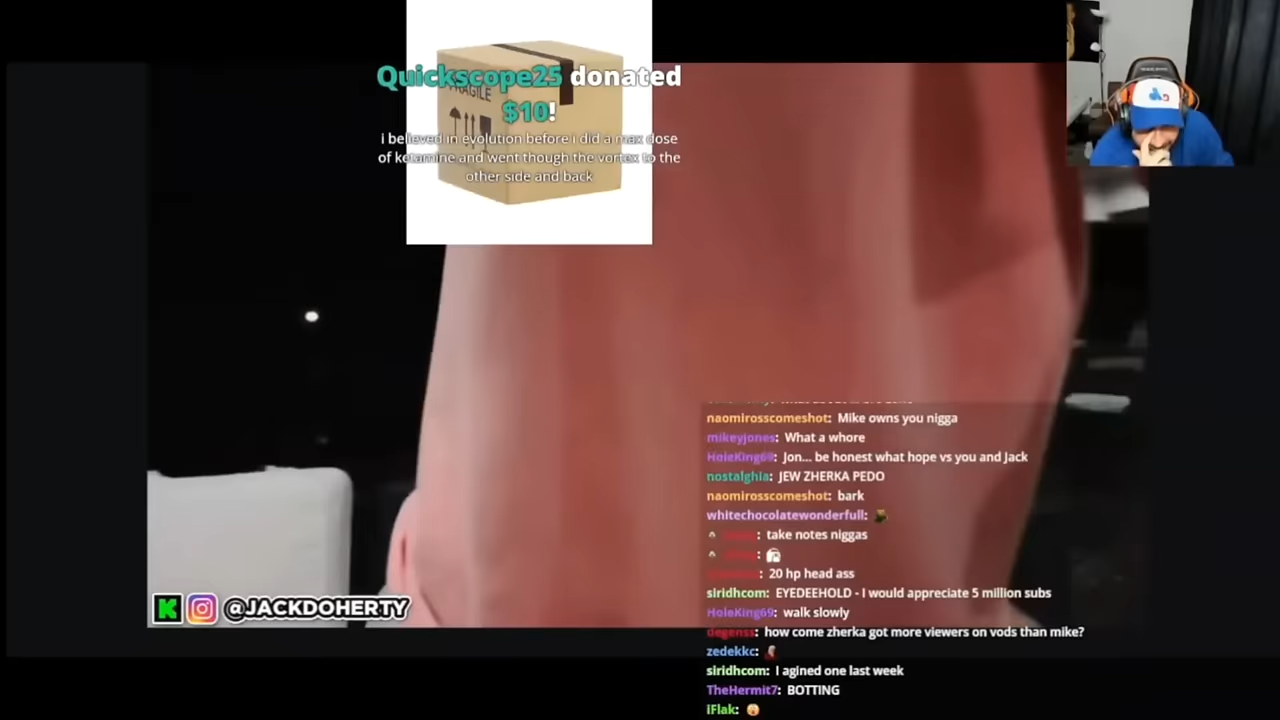 Quickscope25 donated
$10!
FRAGILE
i believed in evolution before i did a max dose
of ketamine and went though the vortex to the
other side and back
naomirosscomeshot: Mike owns you nigga
mikeyjones: What a whore
HoieKing69: Jon... be honest what hope vs you and Jack
nostalghia: JEW ZHERKA PEDO
naomirosscomeshot: bark
whitechocolatewonderfull:
: take notes niggas
:
: 20 hp head ass
siridhcom: EYEDEEHOLD - I would appreciate 5 million subs
HoieKing69: walk slowly
degenss: how come zherka got more viewers on vods than mike?
zedekkc:
siridhcom: I agined one last week
TheHermit7: BOTTING
iFlak:
K @JACKDOHERTY